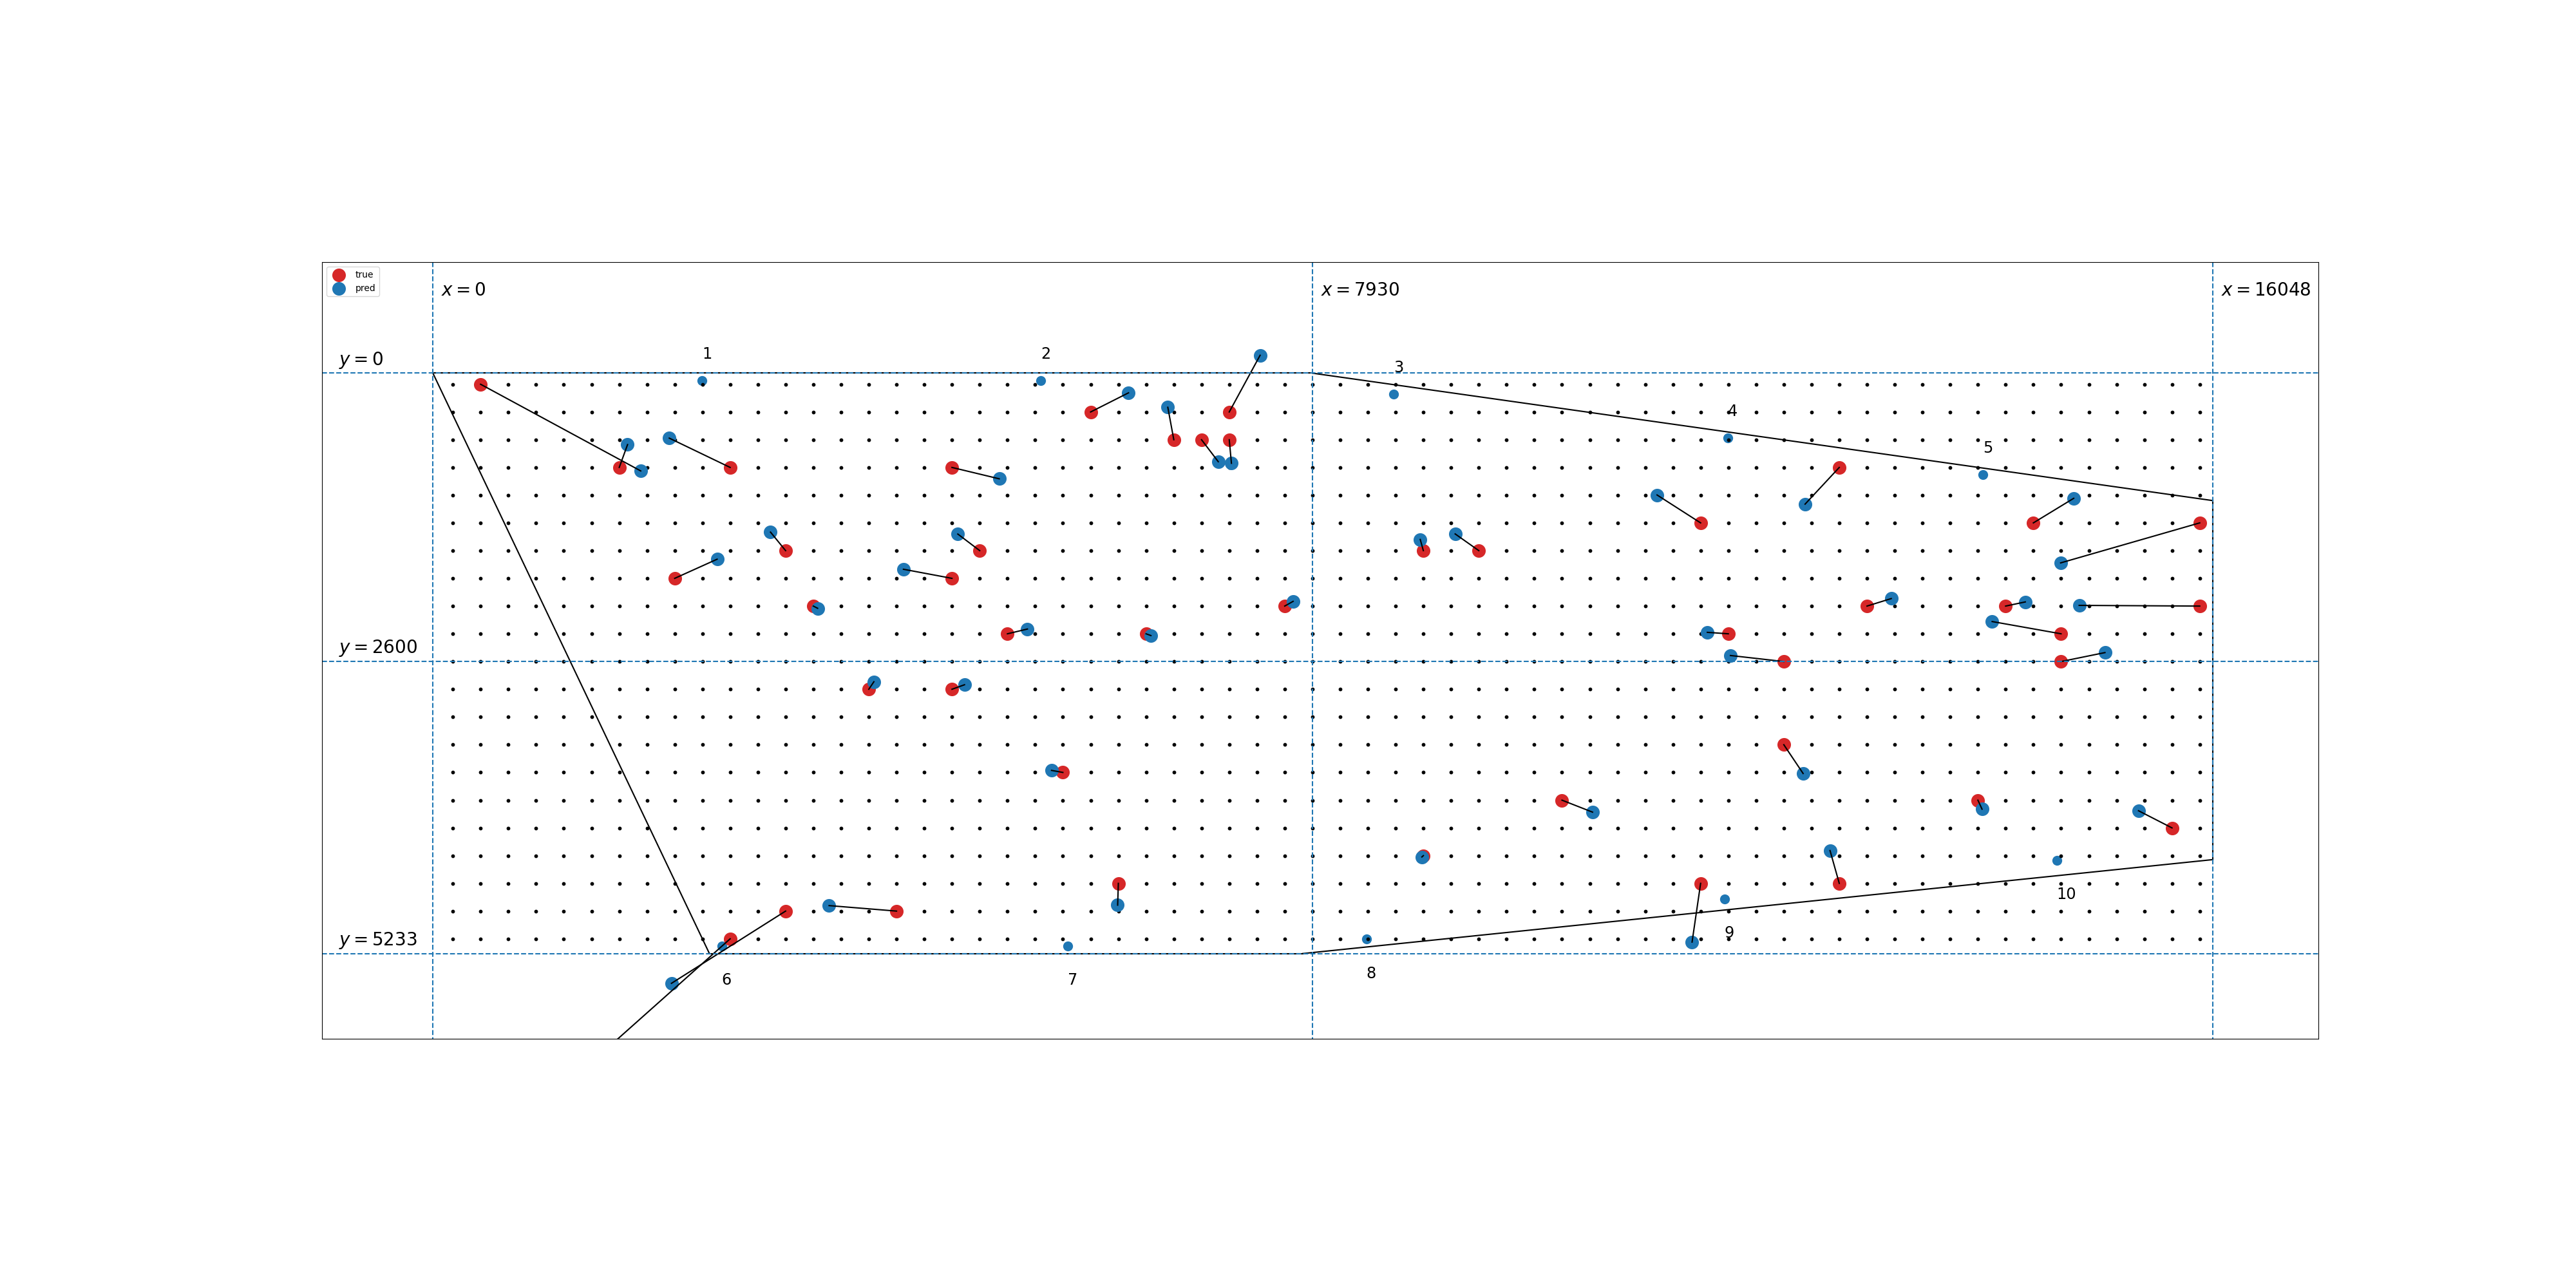 true
pred
x = 0
x = 7930
x = 16048
y = 0
1
2
3
4
5
y = 2600
10
9
y = 5233
8
6
7